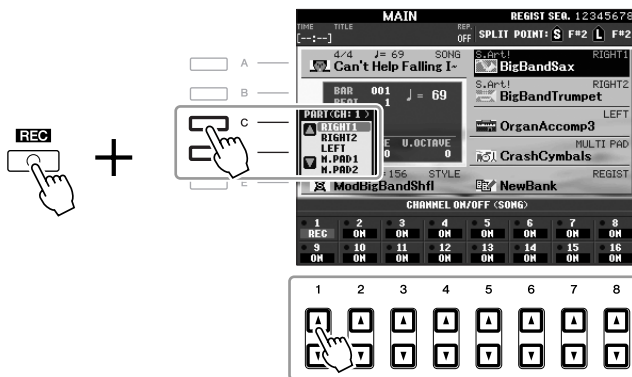 MAIN
REGIST SEQ. 12345678
TIME TITLE REP.
[--:--] OFF SPLIT POINT: S F#2 L F#2
4/4 ♩= 69 SONG
Can't Help Falling I~
S.Art! RIGHT1
BigBandSax
BAR 001
BEAT 1
♩= 69
S.Art! RIGHT2
BigBandTrumpet
PART(CH: 1)
RIGHT1
RIGHT2
LEFT
M.PAD1
M.PAD2
E U.OCTAVE
0 0
LEFT
OrganAccomp3
MULTI PAD
CrashCymbals
:156 STYLE
ModBigBandShfl
REGIST
NewBank
CHANNEL ON/OFF (SONG)
1 2 3 4 5 6 7 8
REC ON ON ON ON ON ON ON
9 10 11 12 13 14 15 16
ON ON ON ON ON ON ON ON
A
B
C
E
REC
1 2 3 4 5 6 7 8